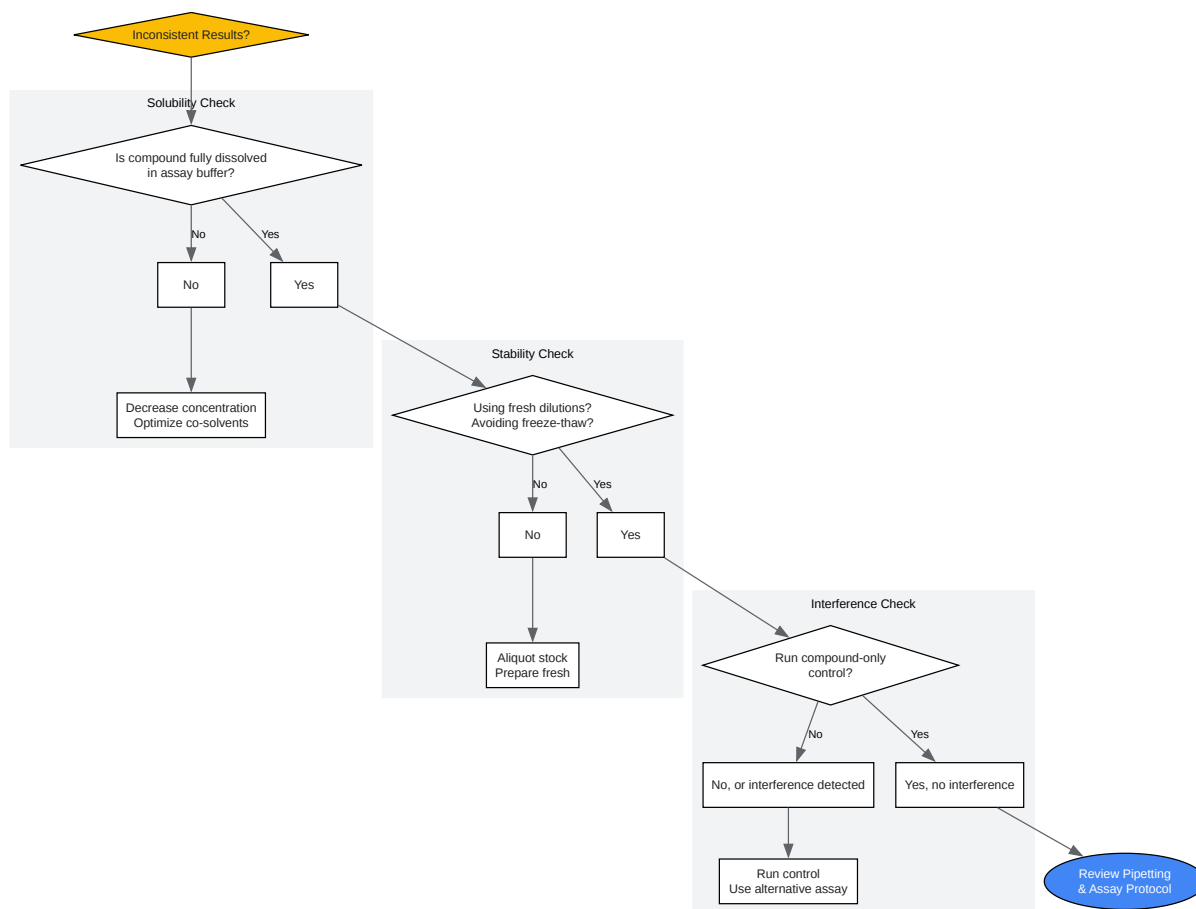 Inconsistent Results?
Solubility Check
Is compound fully dissolved
in assay buffer?
No
Yes
No
Yes
Decrease concentration
Optimize co-solvents
Stability Check
Using fresh dilutions?
Avoiding freeze-thaw?
No
Yes
No
Yes
Aliquot stock
Prepare fresh
Interference Check
Run compound-only
control?
No
Yes
No, or interference detected
Yes, no interference
Run control
Use alternative assay
Review Pipetting
& Assay Protocol